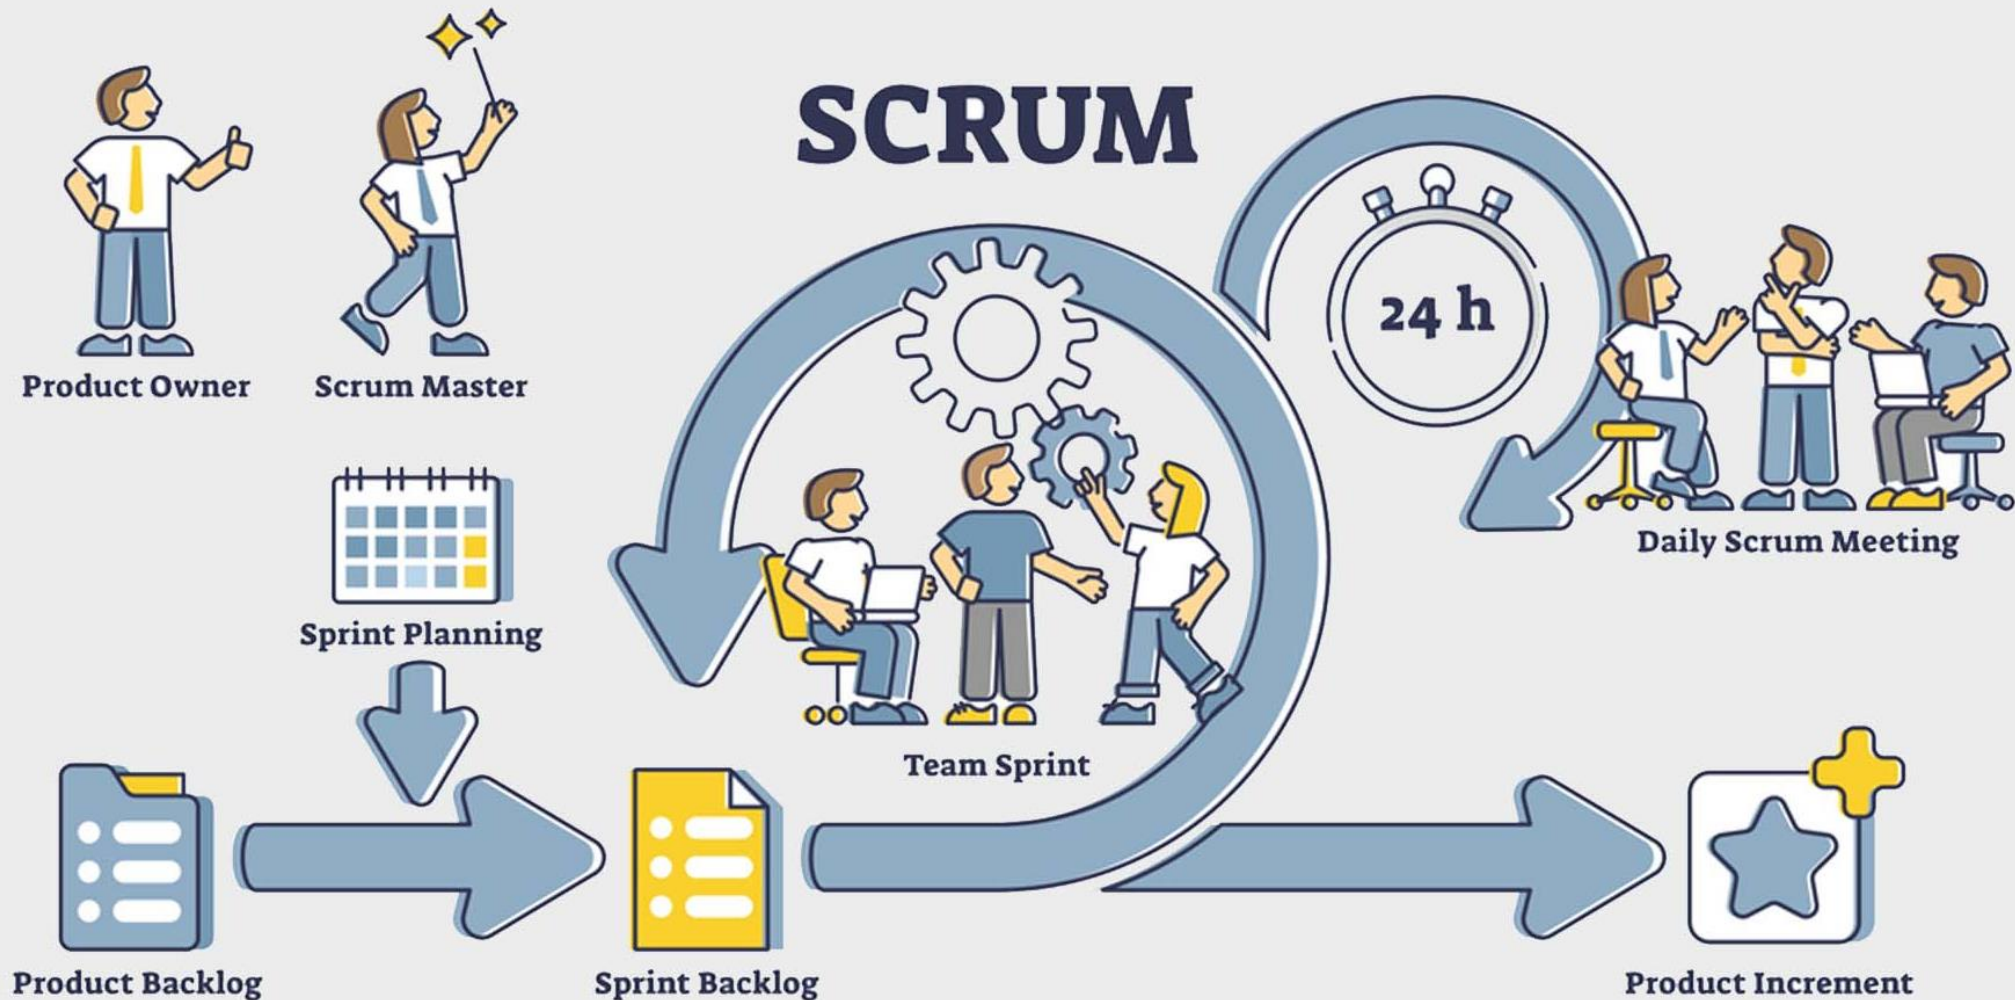 SCRUM
Product Owner
Scrum Master
24 h
Daily Scrum Meeting
Sprint Planning
Team Sprint
Product Backlog
Sprint Backlog
Product Increment